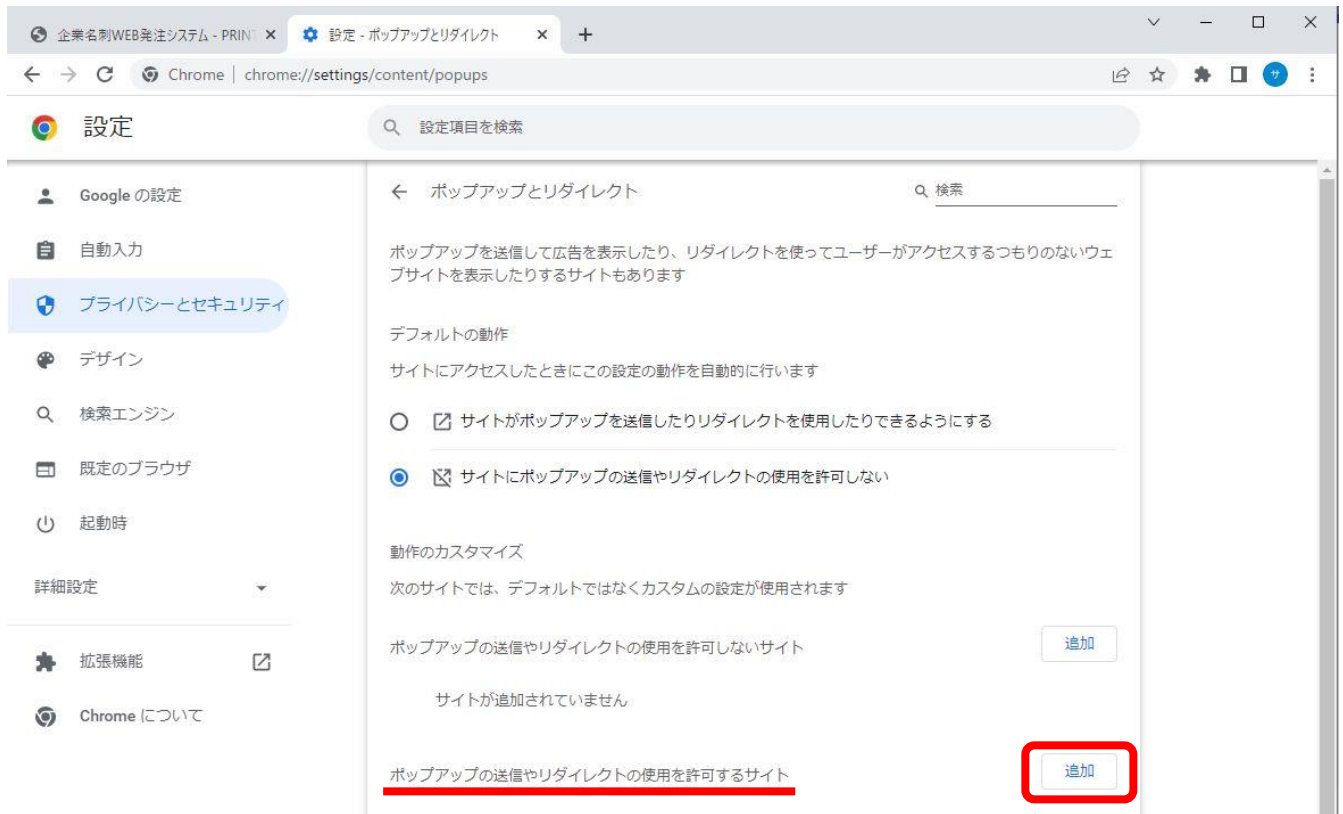 企業名刺WEB発注システム - PRINT
設定 - ポップアップとリダイレクト
Chrome | chrome://settings/content/popups
サ
設定
設定項目を検索
Google の設定
自動入力
プライバシーとセキュリティ
デザイン
検索エンジン
既定のブラウザ
起動時
詳細設定
拡張機能
Chrome について
ポップアップとリダイレクト
検索
ポップアップを送信して広告を表示したり、リダイレクトを使ってユーザーがアクセスするつもりのないウェ
ブサイトを表示したりするサイトもあります
デフォルトの動作
サイトにアクセスしたときにこの設定の動作を自動的に行います
サイトがポップアップを送信したりリダイレクトを使用したりできるようにする
サイトにポップアップの送信やリダイレクトの使用を許可しない
動作のカスタマイズ
次のサイトでは、デフォルトではなくカスタムの設定が使用されます
ポップアップの送信やリダイレクトの使用を許可しないサイト
追加
サイトが追加されていません
ポップアップの送信やリダイレクトの使用を許可するサイト
追加